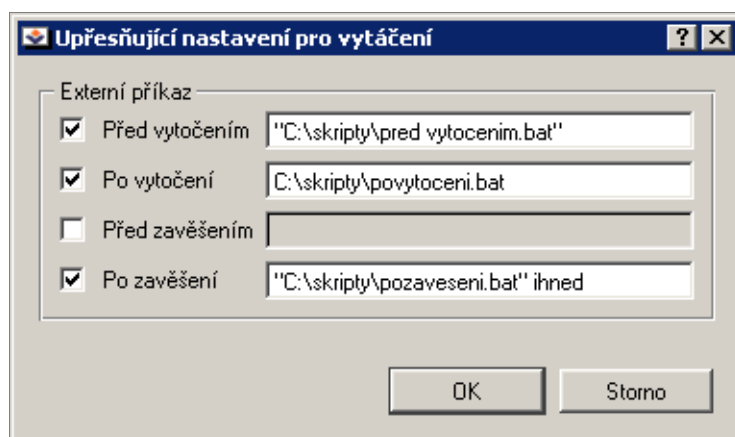 Upřesňující nastavení pro vytáčení
Externí příkaz
Před vytočením "C:\skripty\pred vytocenim.bat"
Po vytočení C:\skripty\povytoceni.bat
Před zavěšením
Po zavěšení "C:\skripty\pozaveseni.bat" ihned
OK Storno